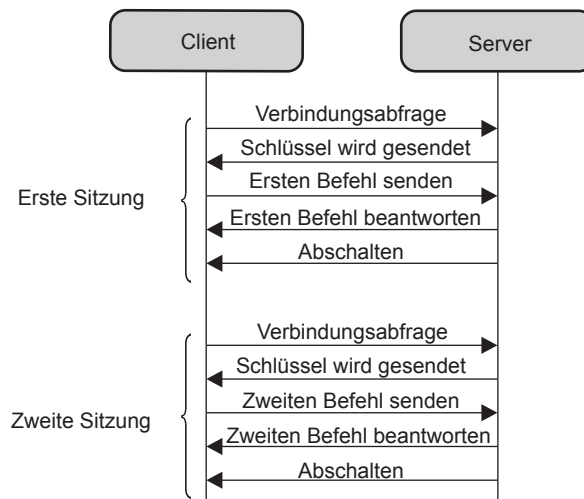 Client
Server
Verbindungsabfrage
Schlüssel wird gesendet
Ersten Befehl senden
Erste Sitzung
Ersten Befehl beantworten
Abschalten
Verbindungsabfrage
Schlüssel wird gesendet
Zweiten Befehl senden
Zweite Sitzung
Zweiten Befehl beantworten
Abschalten